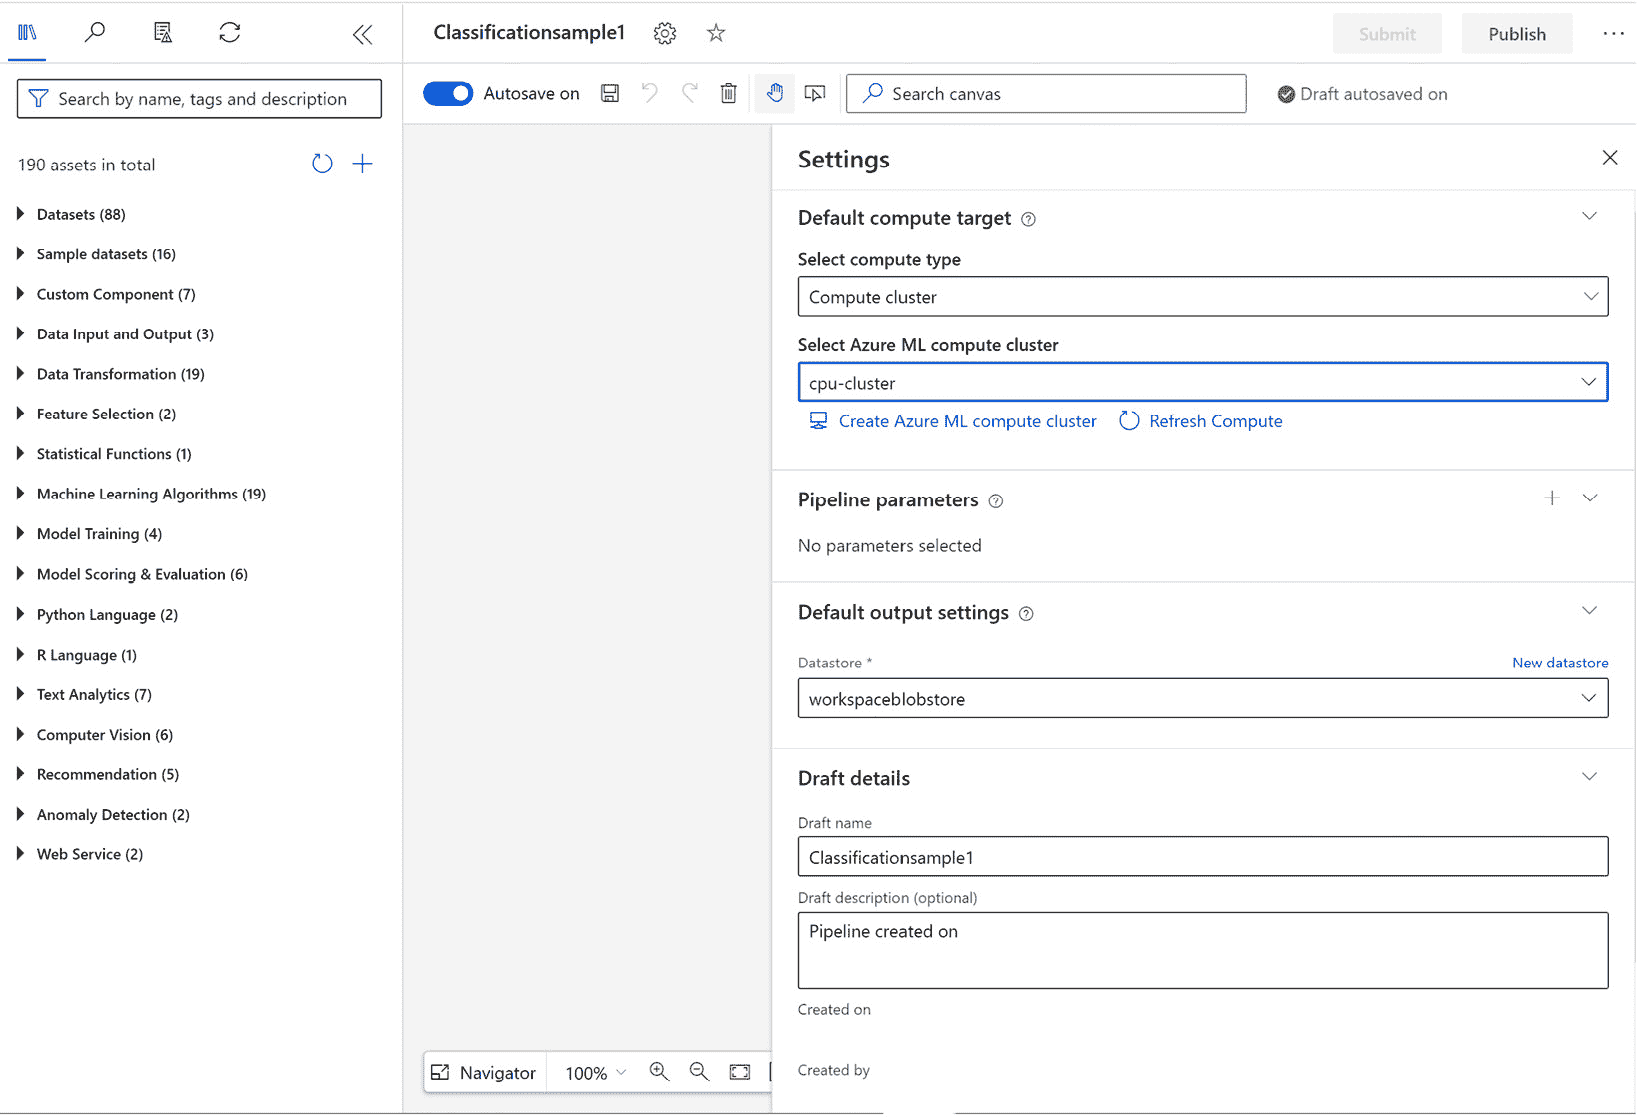 Classificationsample1
Submit
Publish
Search by name, tags and description
Autosave on
Search canvas
Draft autosaved on
190 assets in total
Datasets (88)
Sample datasets (16)
Custom Component (7)
Data Input and Output (3)
Data Transformation (19)
Feature Selection (2)
Statistical Functions (1)
Machine Learning Algorithms (19)
Model Training (4)
Model Scoring & Evaluation (6)
Python Language (2)
R Language (1)
Text Analytics (7)
Computer Vision (6)
Recommendation (5)
Anomaly Detection (2)
Web Service (2)
Settings
Default compute target
Select compute type
Compute cluster
Select Azure ML compute cluster
cpu-cluster
Create Azure ML compute cluster
Refresh Compute
Pipeline parameters
No parameters selected
Default output settings
Datastore *
New datastore
workspaceblobstore
Draft details
Draft name
Classificationsample1
Draft description (optional)
Pipeline created on
Created on
Created by
Navigator
100%